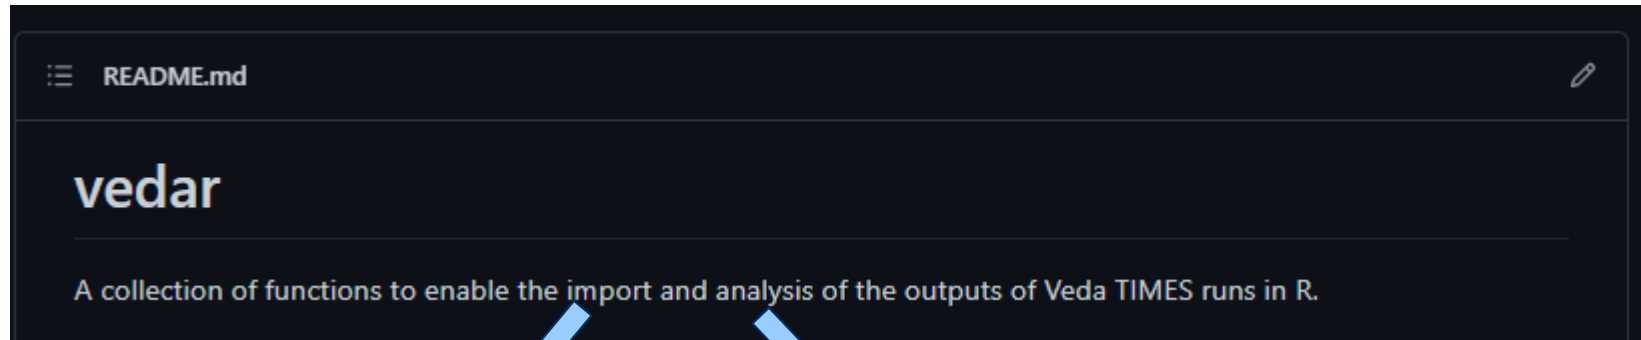 README.md
vedar
A collection of functions to enable the import and analysis of the outputs of Veda TIMES runs in R.